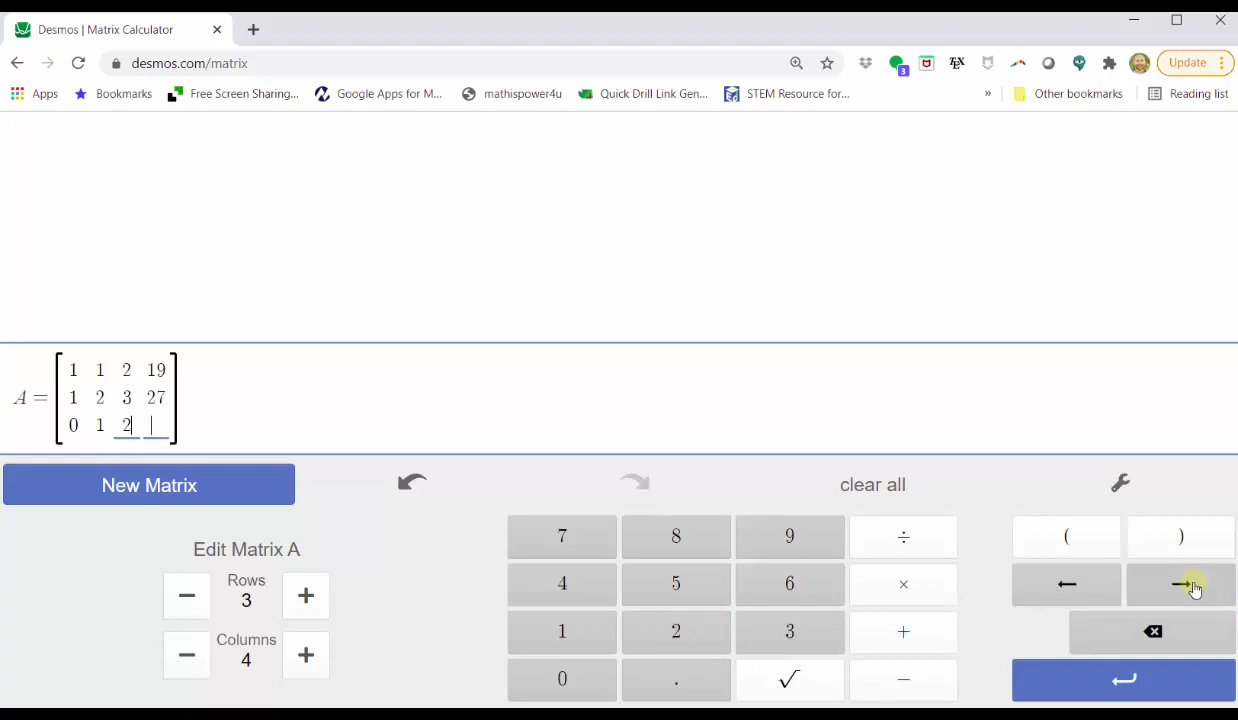 Desmos | Matrix Calculator
desmos.com/matrix
3
TEX
Update
Apps Bookmarks Free Screen Sharing... Google Apps for M... mathispower4u Quick Drill Link Gen... STEM Resource for... » Other bookmarks Reading list
1 1 2 19
A = 1 2 3 27
0 1 2
New Matrix clear all
Edit Matrix A
Rows
3
Columns
4
7 8 9 ÷ ( )
4 5 6 × ← →
1 2 3 +
0 . √ −